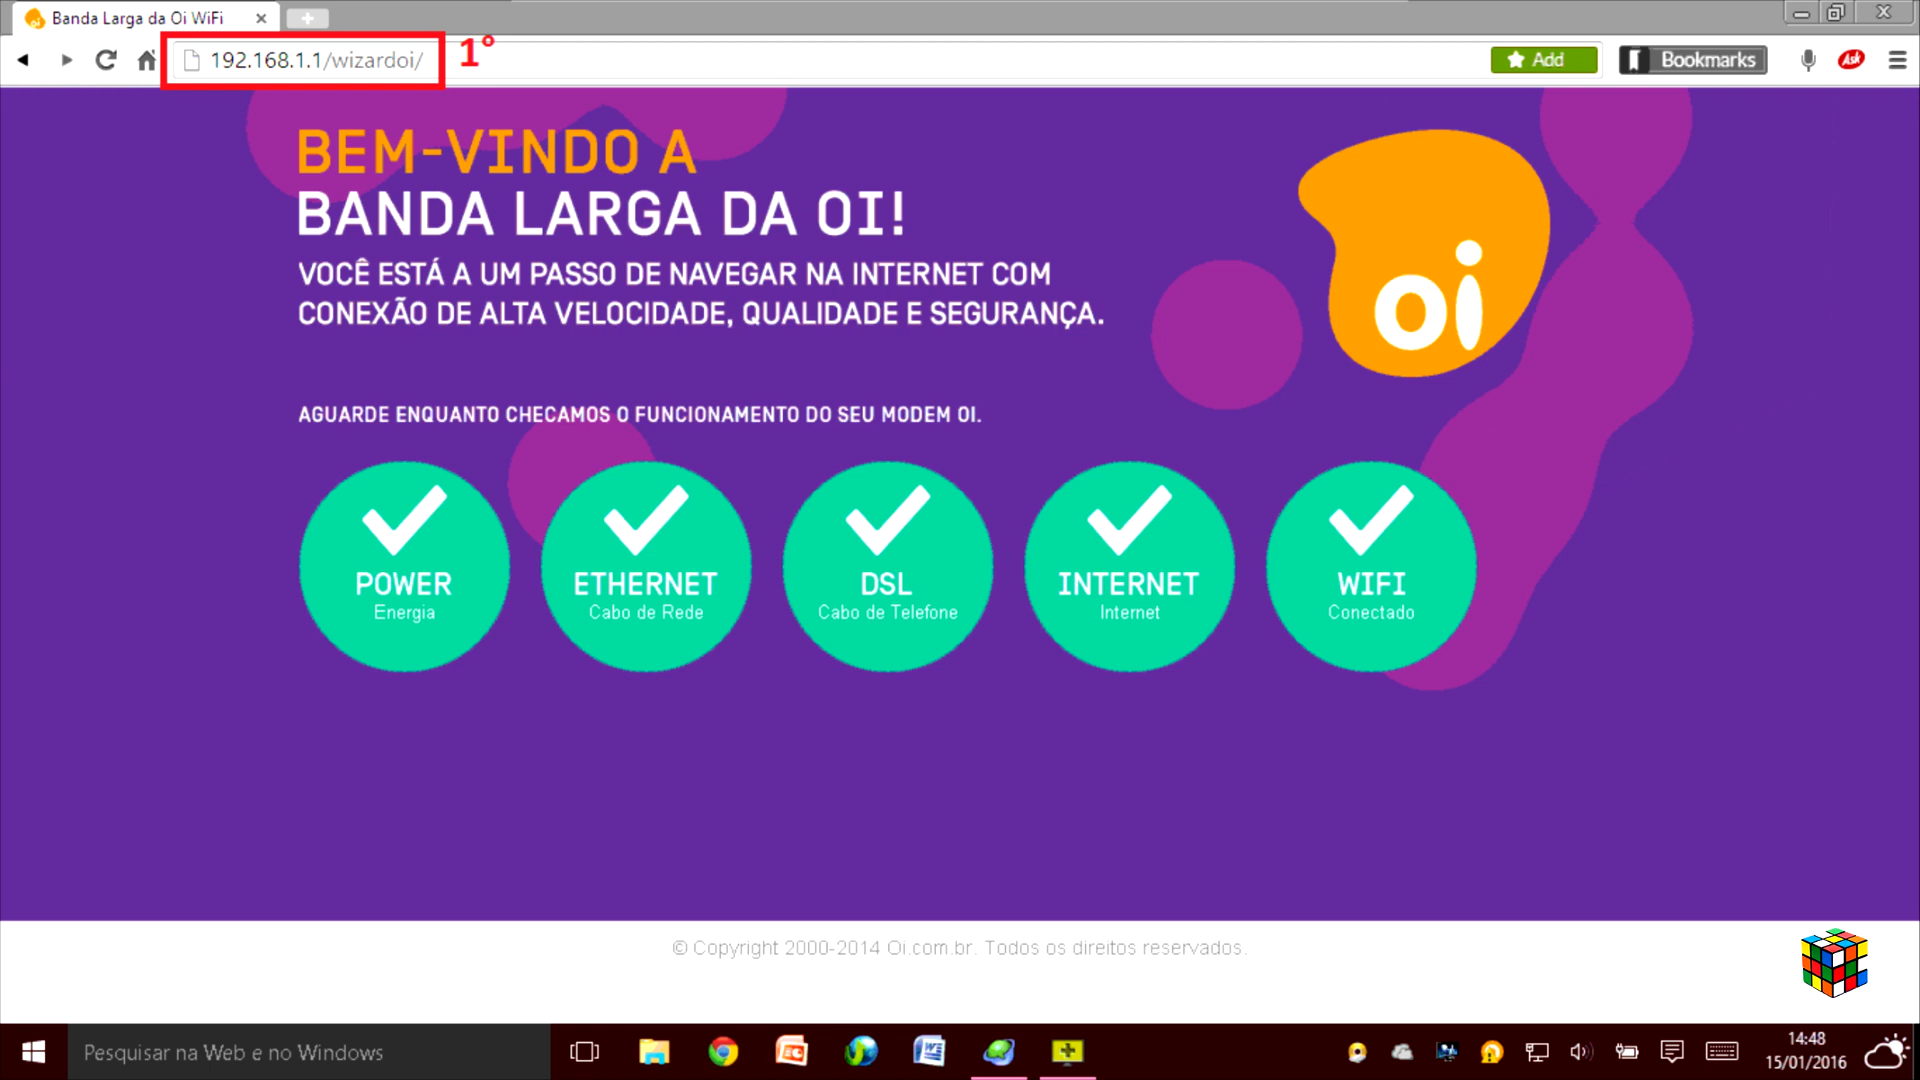 Banda Larga da Oi WiFi
192.168.1.1/wizardoi/
1°
Add
Bookmarks
Ask
BEM-VINDO A
BANDA LARGA DA OI!
VOCÊ ESTÁ A UM PASSO DE NAVEGAR NA INTERNET COM
CONEXÃO DE ALTA VELOCIDADE, QUALIDADE E SEGURANÇA.
oi
AGUARDE ENQUANTO CHECAMOS O FUNCIONAMENTO DO SEU MODEM OI.
POWER
Energia
ETHERNET
Cabo de Rede
DSL
Cabo de Telefone
INTERNET
Internet
WIFI
Conectado
© Copyright 2000-2014 Oi.com.br. Todos os direitos reservados.
Pesquisar na Web e no Windows
14:48
15/01/2016